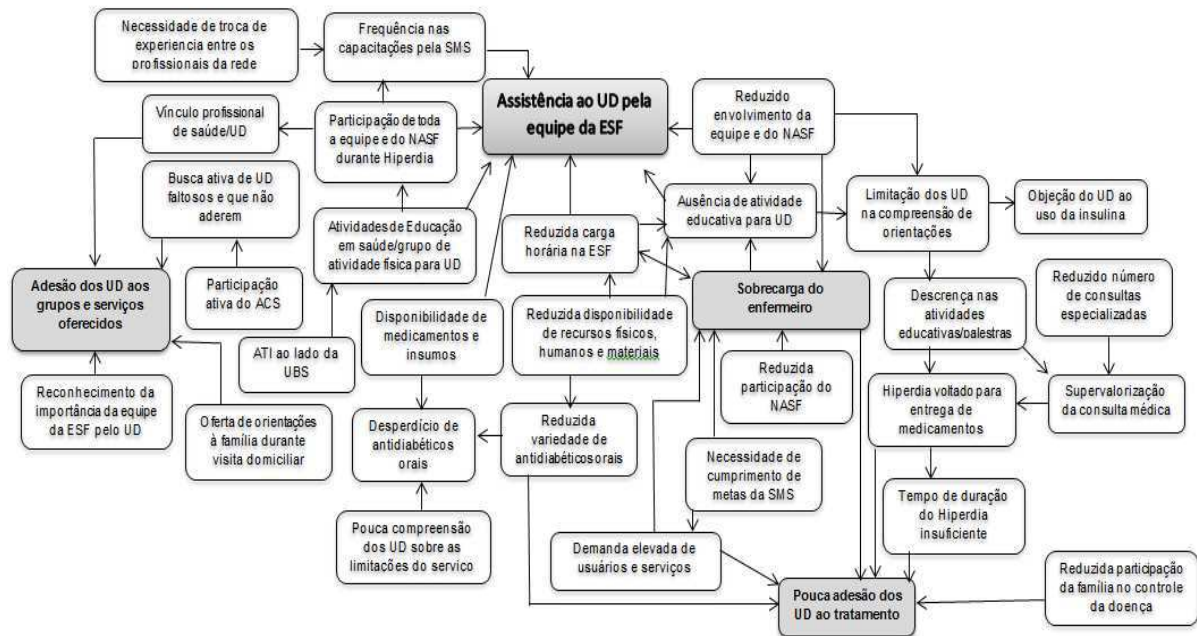 Necessidade de troca de
experiencia entre os
profissionais da rede
Frequência nas
capacitações pela SMS
Assistência ao UD pela
equipe da ESF
Reduzido
envolvimento da
equipe e do NASF
Vínculo profissional
de saúde/UD
Participação de toda
a equipe e do NASF
durante Hiperdia
Busca ativa de UD
faltosos e que não
aderem
Ausência de atividade
educativa para UD
Limitação dos UD
na compreensão de
orientações
Objeção do UD ao
uso da insulina
Atividades de Educação
em saúde/grupo de
atividade física para UD
Reduzida carga
horária na ESF
Participação
ativa do ACS
Adesão dos UD aos
grupos e serviços
oferecidos
Disponibilidade de
medicamentos e
insumos
Reduzida disponibilidade
de recursos físicos,
humanos e materiais
Sobrecarga do
enfermeiro
Descrença nas
atividades
educativas/palestras
Reduzido número de
consultas
especializadas
ATI ao lado da
UBS
Reduzida
participação do
NASF
Hiperdia voltado para
entrega de
medicamentos
Supervalorização
da consulta médica
Reconhecimento da
importância da equipe
da ESF pelo UD
Oferta de orientações
à família durante
visita domiciliar
Desperdício de
antidiabéticos
orais
Reduzida
variedade de
antidiabéticos orais
Necessidade de
cumprimento de
metas da SMS
Tempo de duração
do Hiperdia
insuficiente
Pouca compreensão
dos UD sobre as
limitações do servico
Demanda elevada de
usuários e serviços
Pouca adesão dos
UD ao tratamento
Reduzida participação
da família no controle
da doença